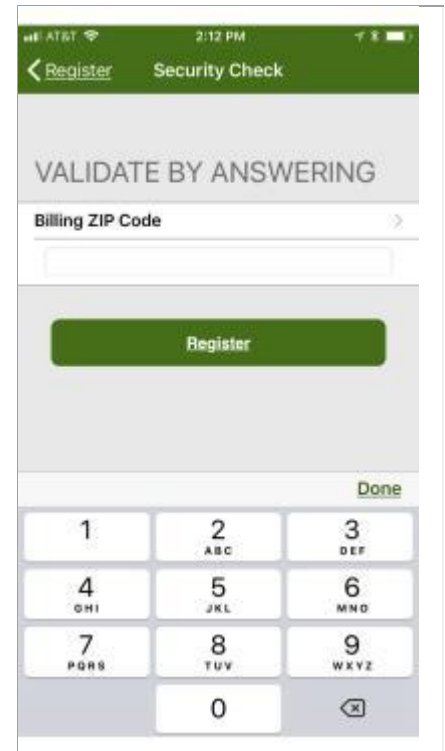 AT&T 2:12 PM
Register Security Check
VALIDATE BY ANSWERING
Billing ZIP Code
Register
Done
1 2 3
ABC DEF
4 5 6
GHI JKL MNO
7 8 9
PQRS TUV WXYZ
0